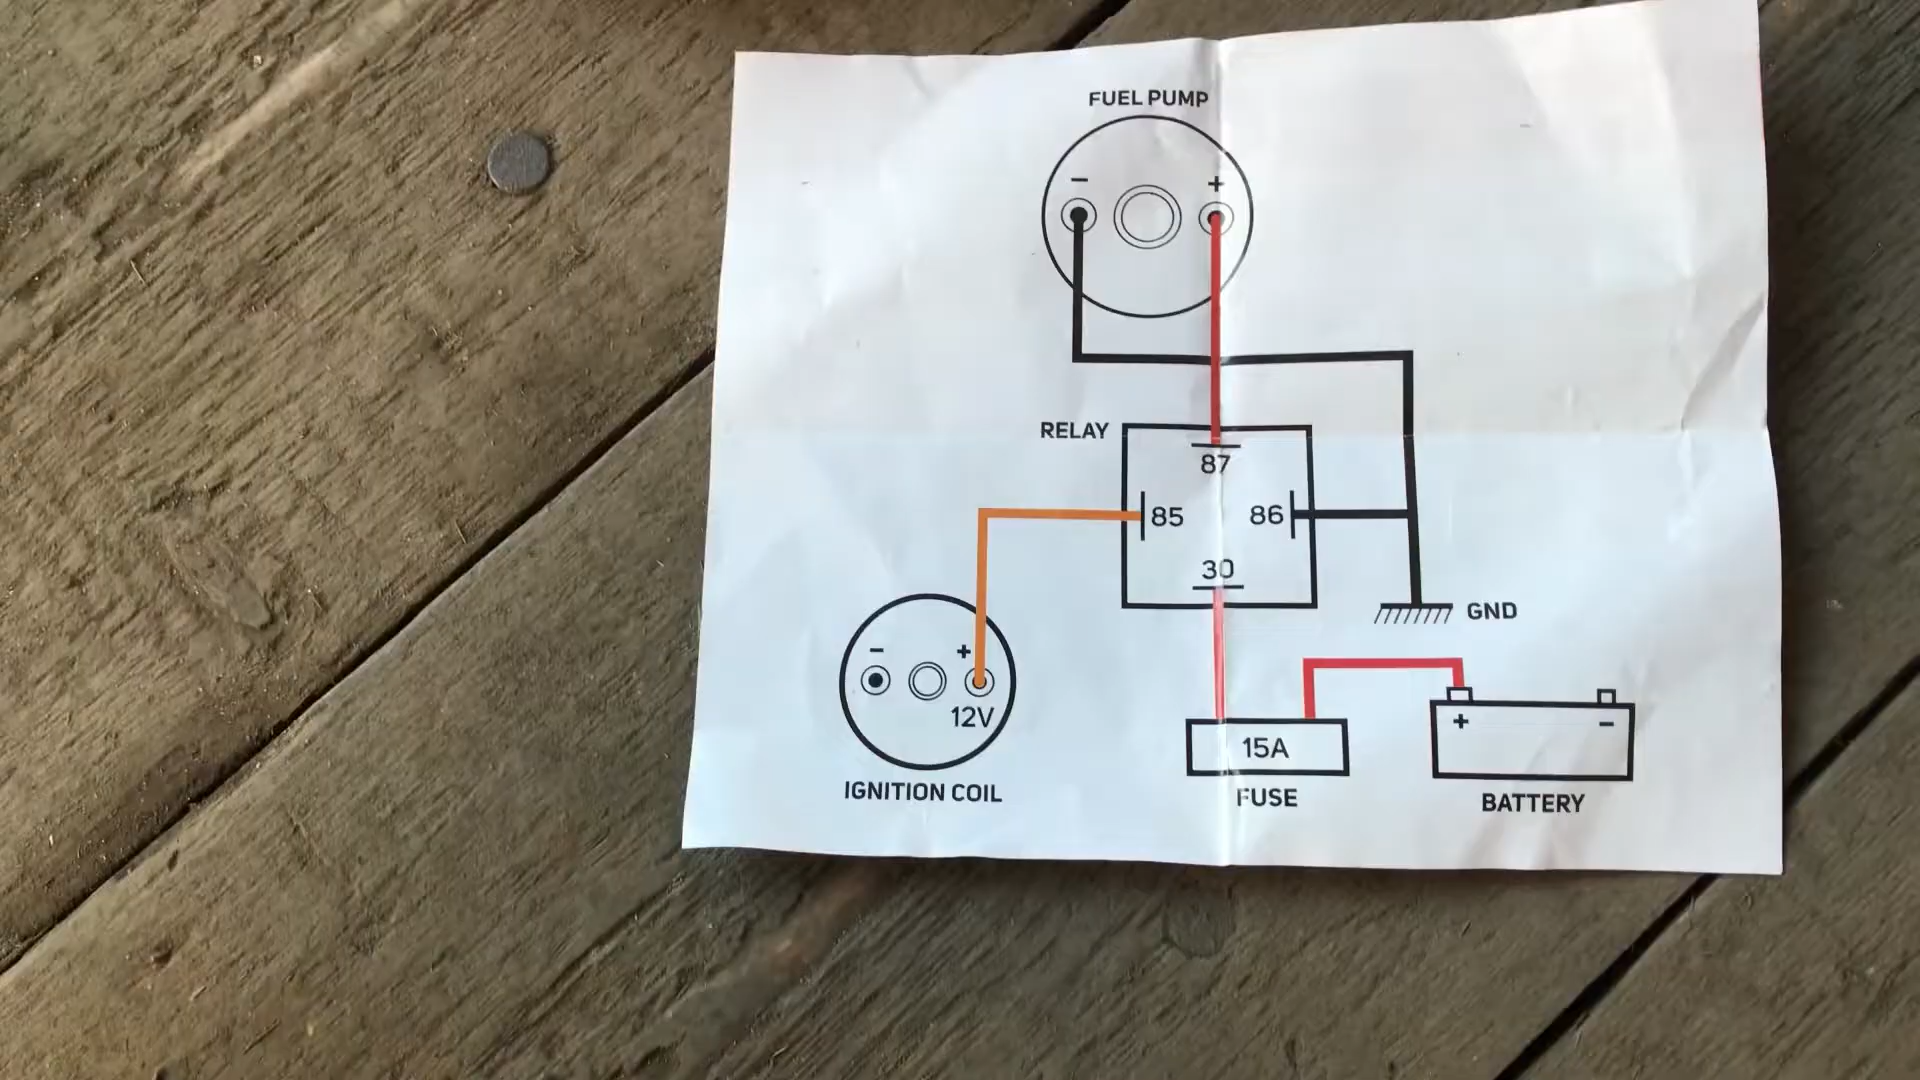 FUEL PUMP
- +
RELAY
87
85 86
30
GND
- +
12V
IGNITION COIL
15A
FUSE
+ -
BATTERY